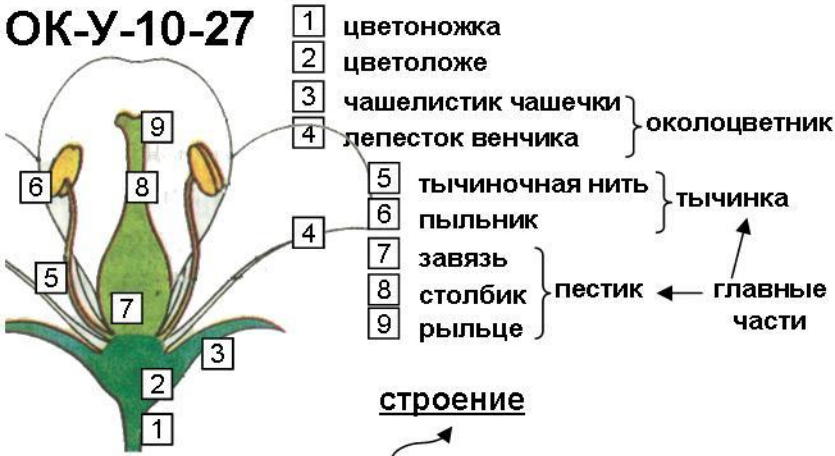 ОК-У-10-27
1 цветоножка
2 цветоложе
3 чашелистик чашечки
4 лепесток венчика
околоцветник
5 тычиночная нить
6 пыльник
тычинка
7 завязь
8 столбик
9 рыльце
пестик
главные
части
9
8
6
4
5
7
3
2
1
строение